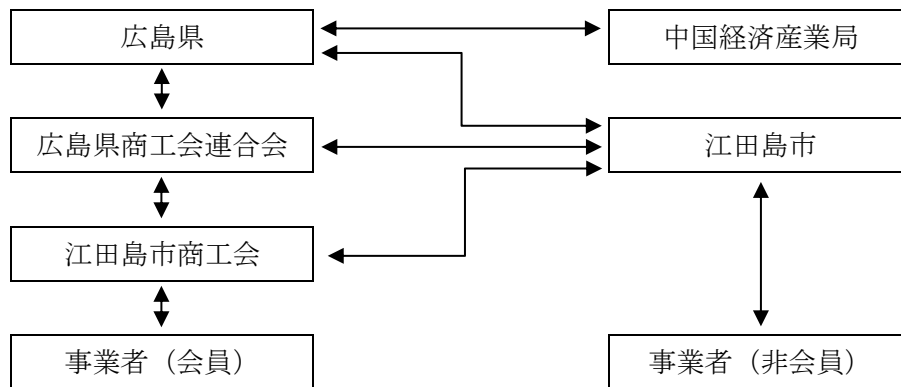 広島県
中国経済産業局
広島県商工会連合会
江田島市
江田島市商工会
事業者（会員）
事業者（非会員）